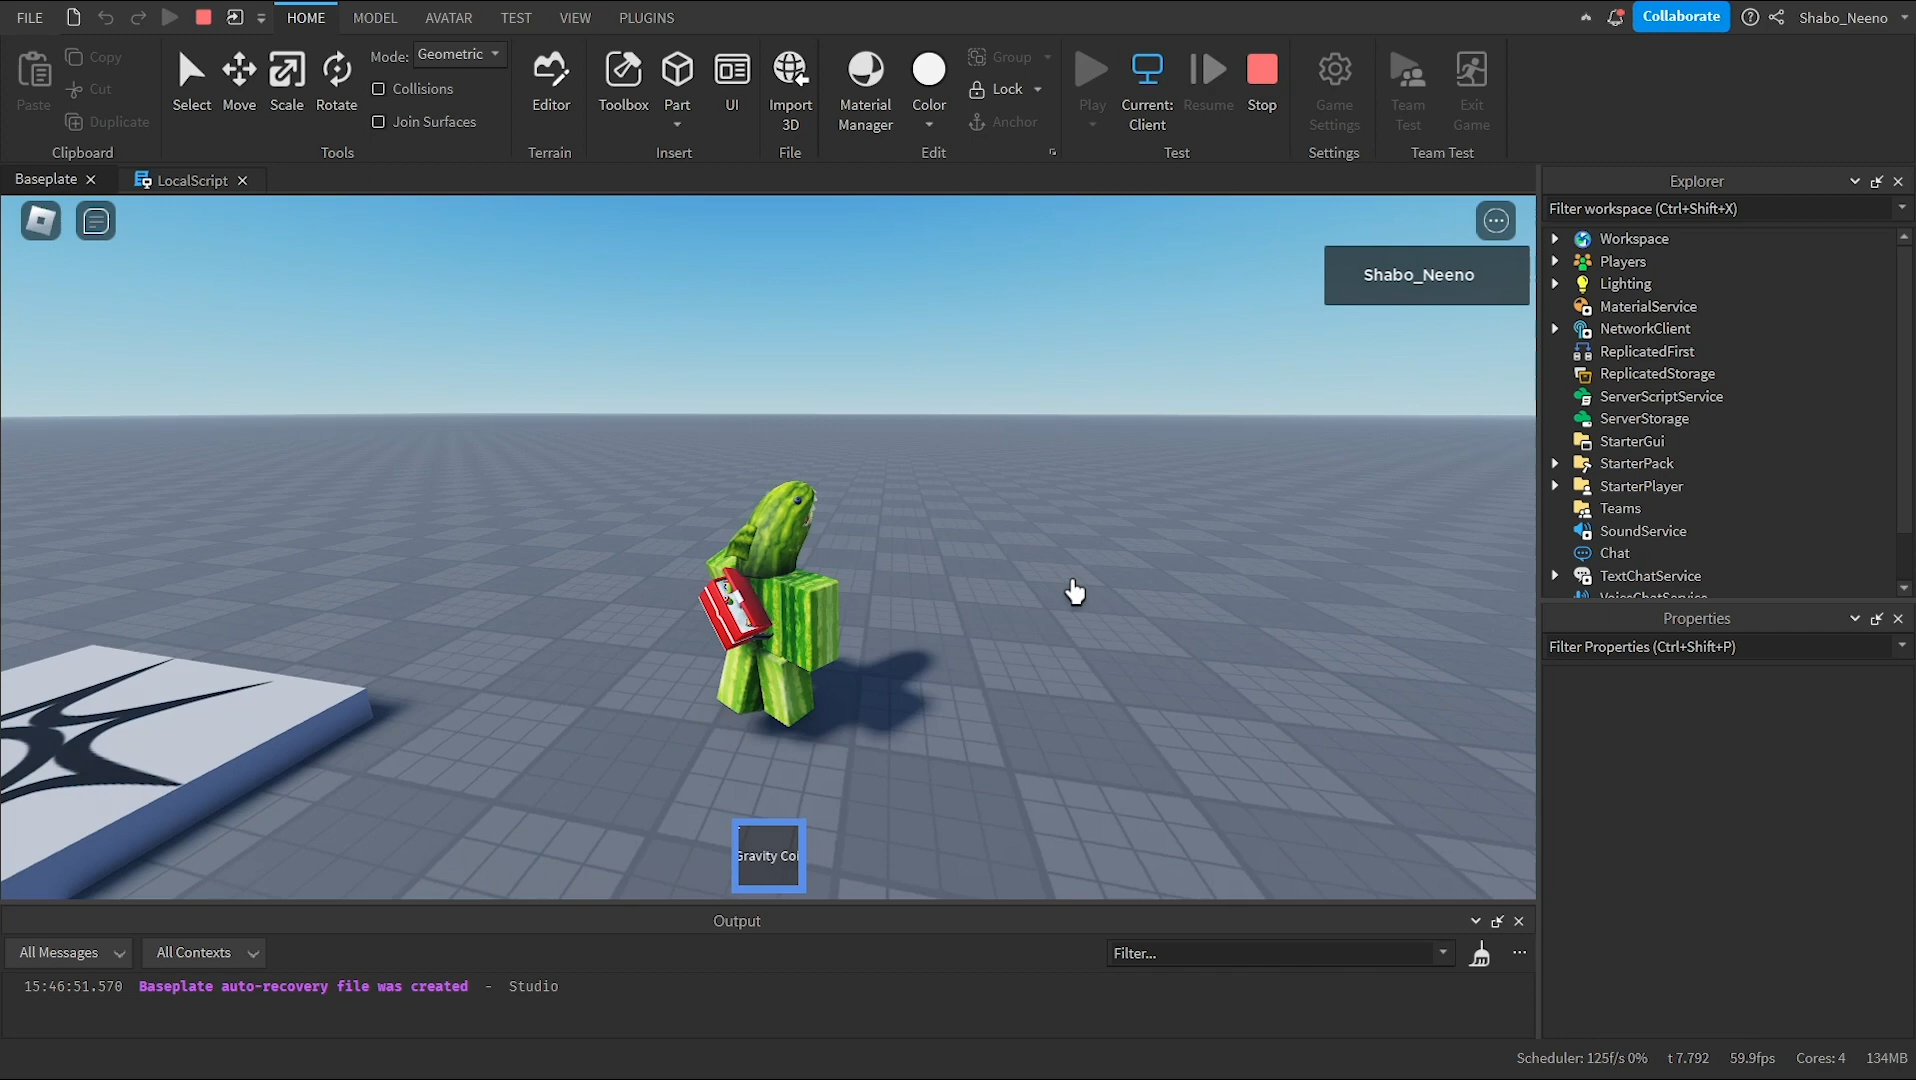 FILE HOME MODEL AVATAR TEST VIEW PLUGINS Collaborate Shabo_Neeno
Paste Copy Cut Duplicate
Clipboard
Select Move Scale Rotate Mode: Geometric
Collisions
Join Surfaces
Tools
Editor
Terrain
Toolbox Part UI
Insert
Import
3D
File
Material
Manager
Color
Group
Lock
Anchor
Edit
Play Current:
Client
Resume Stop
Test
Game
Settings
Settings
Team
Test
Exit
Game
Team Test
Baseplate LocalScript
Shabo_Neeno
Gravity Co
Explorer
Filter workspace (Ctrl+Shift+X)
Workspace
Players
Lighting
MaterialService
NetworkClient
ReplicatedFirst
ReplicatedStorage
ServerScriptService
ServerStorage
StarterGui
StarterPack
StarterPlayer
Teams
SoundService
Chat
TextChatService
VoiceChatService
Properties
Filter Properties (Ctrl+Shift+P)
Output
All Messages All Contexts Filter...
15:46:51.570 Baseplate auto-recovery file was created - Studio
Scheduler: 125f/s 0% t 7.792 59.9fps Cores: 4 134MB